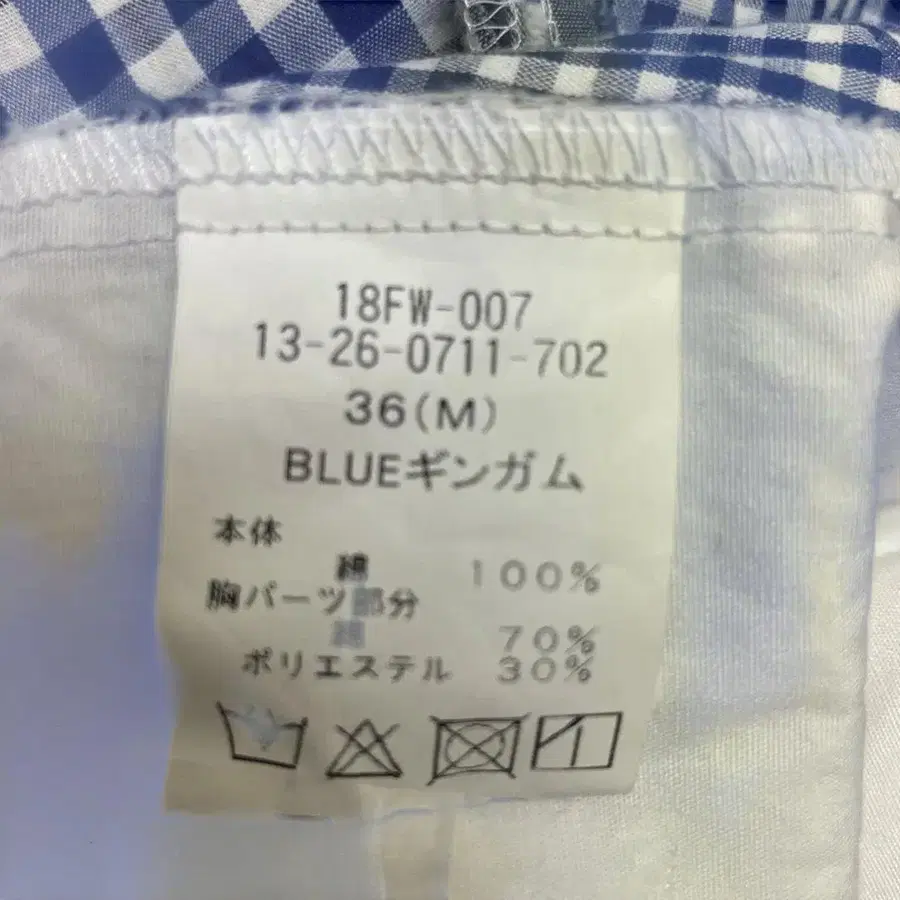 18FW-007
13-26-0711-702
36(M)
BLUEギンガム
本体
綿 100%
胸パーツ部分
綿 70%
ポリエステル 30%